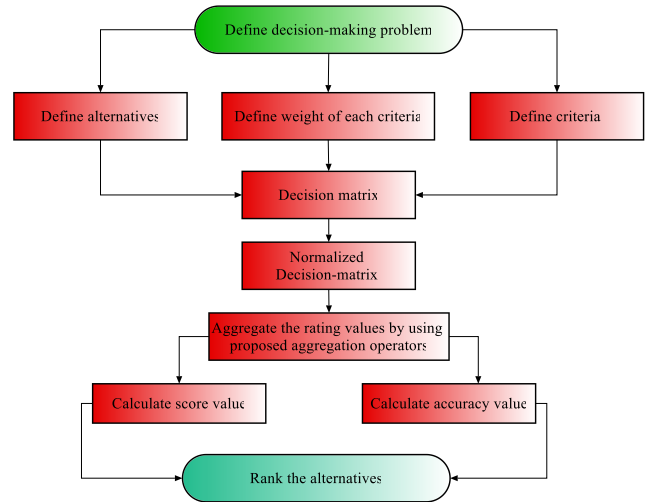 Define decision-making problem
Define alternatives
Define weight of each criteria
Define criteria
Decision matrix
Normalized
Decision-matrix
Aggregate the rating values by using
proposed aggregation operators
Calculate score value
Calculate accuracy value
Rank the alternatives